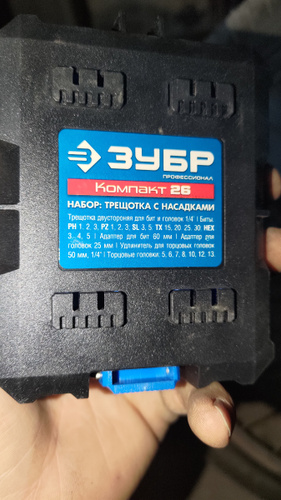 ЗУБР
ПРОФЕССИОНАЛ
Компакт 26
НАБОР: ТРЕЩОТКА С НАСАДКАМИ
Трещотка двусторонняя для бит и головок 1/4" | Биты:
PH 1, 2, 3, PZ 1, 2, 3; SL 3, 5 TX 15, 20, 25, 30 HEX
3, 4, 5 | Адаптер для бит 60 мм | Адаптер для
головок 25 мм | Удлинитель для торцовых головок
50 мм, 1/4" | Торцовые головки: 5, 6, 7, 8, 10, 12, 13.